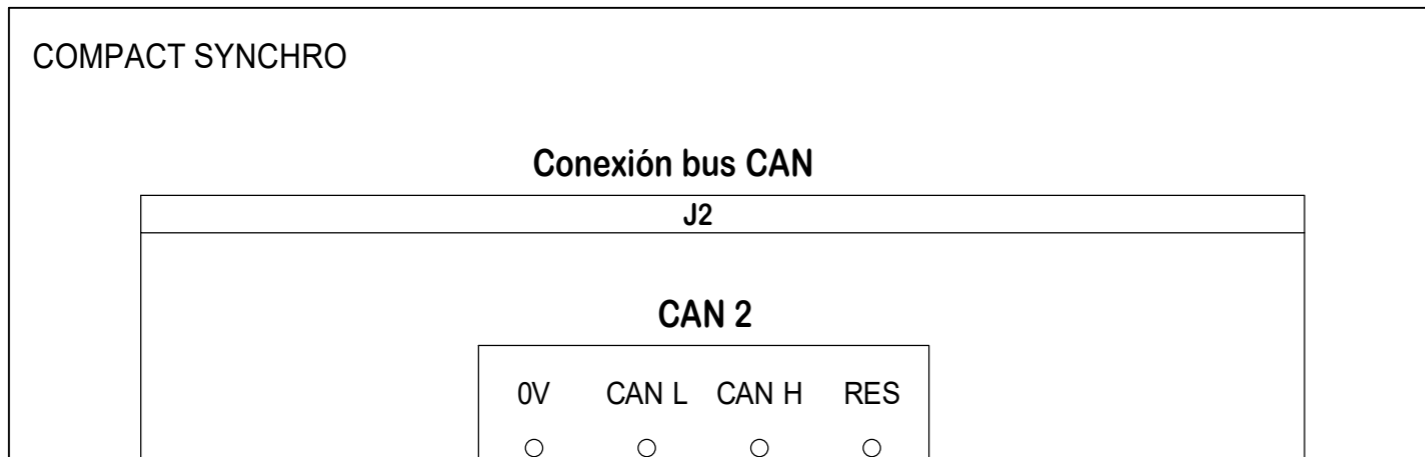 COMPACT SYNCHRO
Conexión bus CAN
J2
CAN 2
0V CAN L CAN H RES